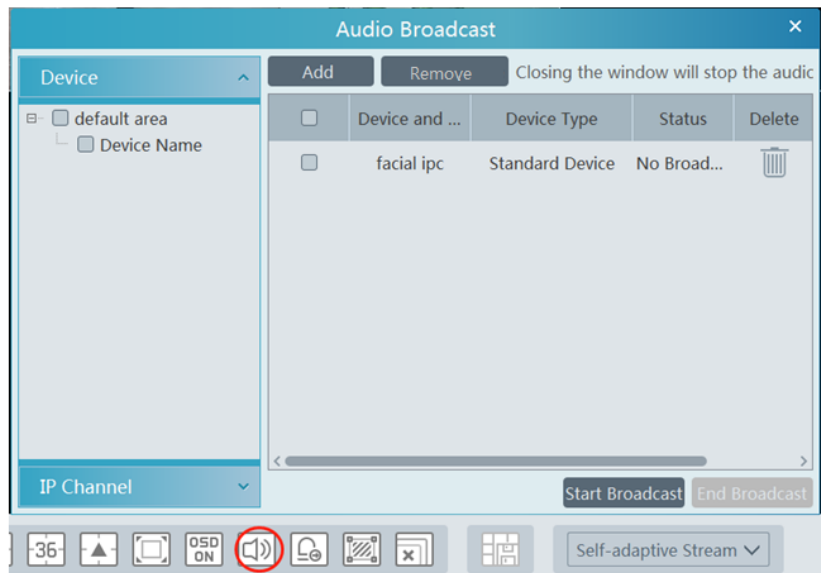 Audio Broadcast
Device
Add Remove Closing the window will stop the audic
default area
Device Name
Device and ... Device Type Status Delete
facial ipc Standard Device No Broad...
IP Channel
Start Broadcast End Broadcast
36 OSD ON Self-adaptive Stream